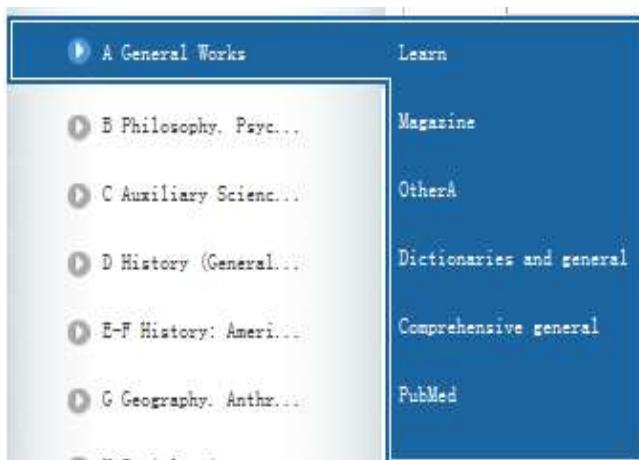 A General Works
B Philosophy. Psyc...
C Auxiliary Scienc...
D History (General...
E-F History: Ameri...
G Geography. Anthr...
Learn
Magazine
OtherA
Dictionaries and general
Comprehensive general
PubMed